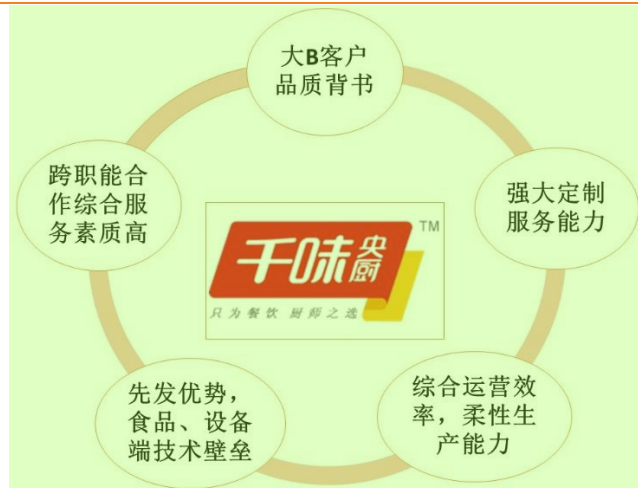 大B客户
品质背书
跨职能合
作综合服
务素质高
强大定制
服务能力
千味央厨
TM
只为餐饮 厨师之选
先发优势，
食品、设备
端技术壁垒
综合运营效
率，柔性生
产能力